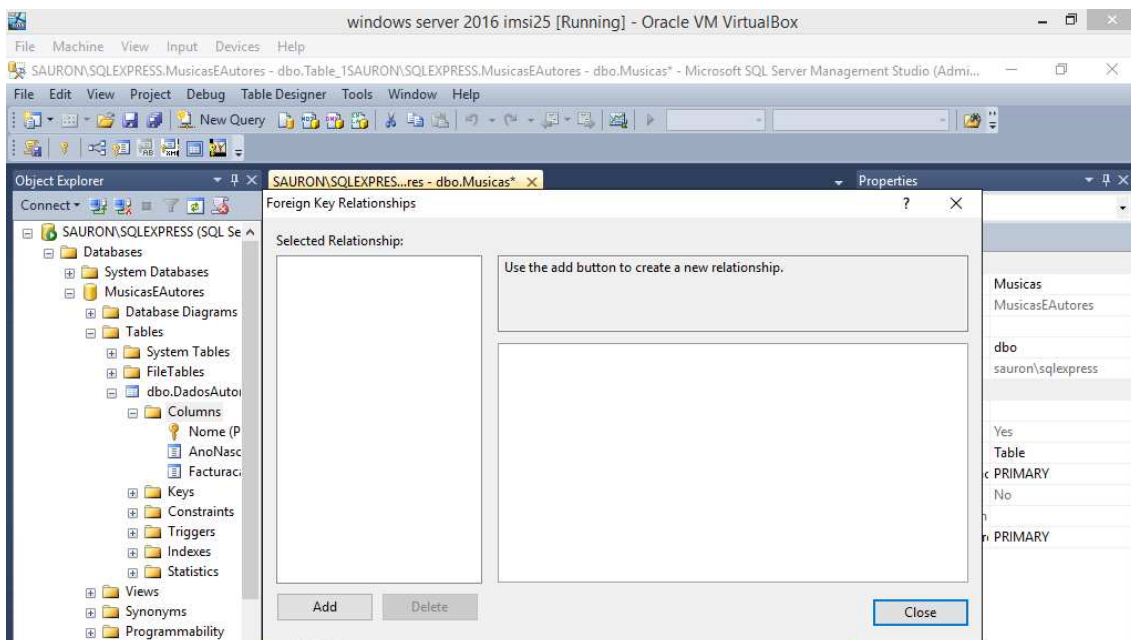 windows server 2016 imsi25 [Running] - Oracle VM VirtualBox
File Machine View Input Devices Help
SAURON\SQLEXPRESS.MusicasEAutores - dbo.Table_1SAURON\SQLEXPRESS.MusicasEAutores - dbo.Musicas* - Microsoft SQL Server Management Studio (Admi...
File Edit View Project Debug Table Designer Tools Window Help
New Query
Object Explorer
SAURON\SQLEXPRES...res - dbo.Musicas*
Properties
Connect
SAURON\SQLEXPRESS (SQL Se
Databases
System Databases
MusicasEAutores
Database Diagrams
Tables
System Tables
FileTables
dbo.DadosAutor
Columns
Nome (P
AnoNasc
Facturaca
Keys
Constraints
Triggers
Indexes
Statistics
Views
Synonyms
Programmability
Foreign Key Relationships
Selected Relationship:
Use the add button to create a new relationship.
Add
Delete
Close
Musicas
MusicasEAutores
dbo
sauron\sqlexpress
Yes
Table
PRIMARY
No
PRIMARY